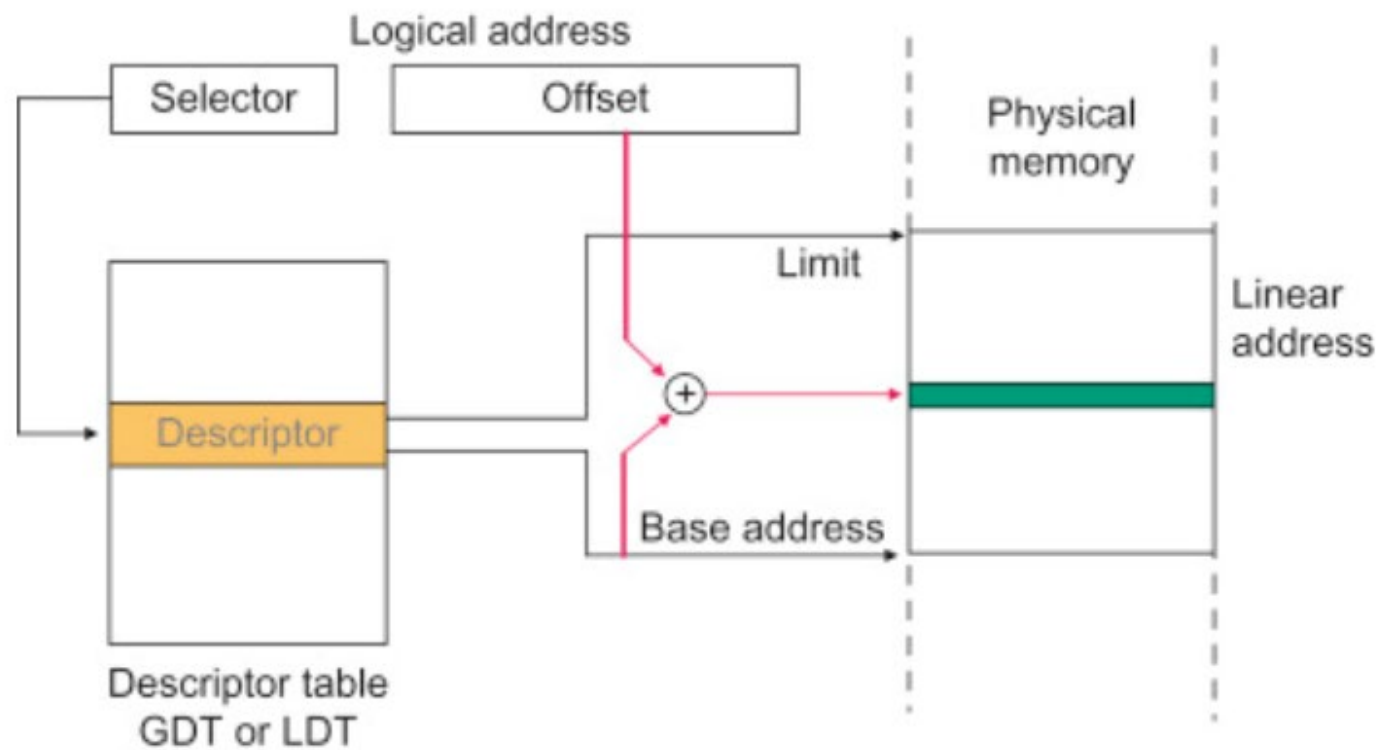 Logical address
Selector
Offset
Physical
memory
Limit
Linear
address
Descriptor
+
Base address
Descriptor table
GDT or LDT